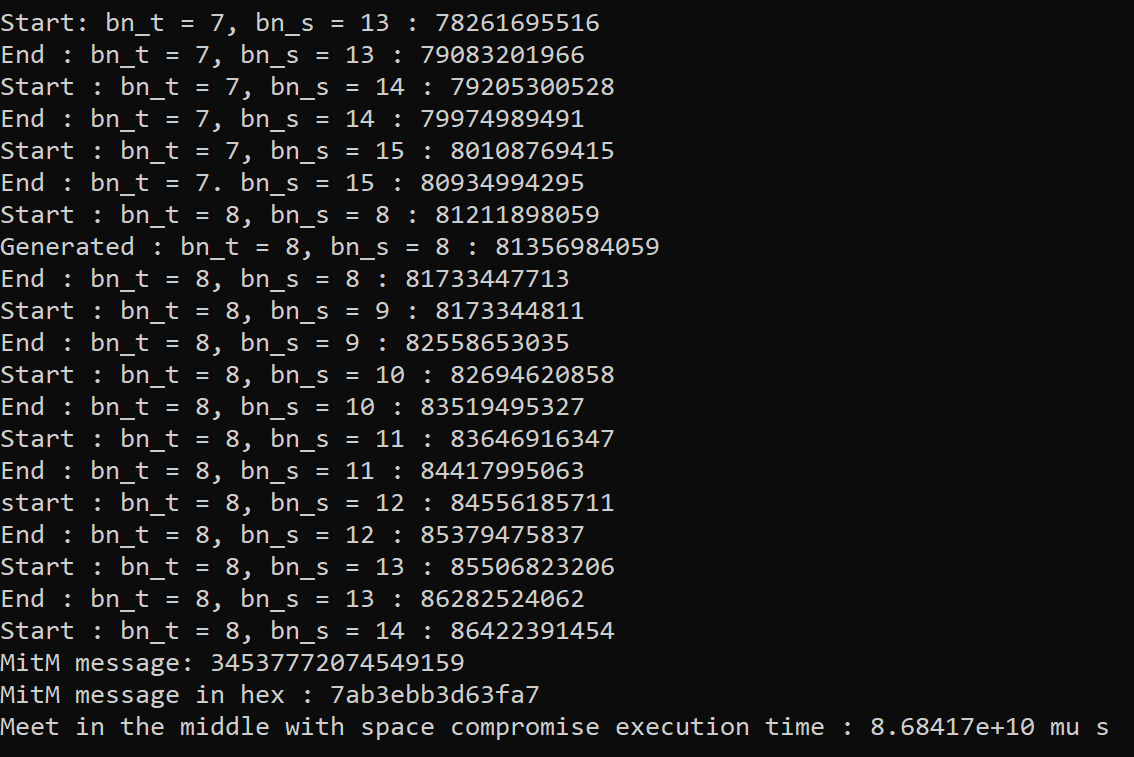 Start: bn_t = 7, bn_s = 13 : 78261695516
End : bn_t = 7, bn_s = 13 : 79083201966
Start : bn_t = 7, bn_s = 14 : 79205300528
End : bn_t = 7, bn_s = 14 : 79974989491
Start : bn_t = 7, bn_s = 15 : 80108769415
End : bn_t = 7. bn_s = 15 : 80934994295
Start : bn_t = 8, bn_s = 8 : 81211898059
Generated : bn_t = 8, bn_s = 8 : 81356984059
End : bn_t = 8, bn_s = 8 : 81733447713
Start : bn_t = 8, bn_s = 9 : 8173344811
End : bn_t = 8, bn_s = 9 : 82558653035
Start : bn_t = 8, bn_s = 10 : 82694620858
End : bn_t = 8, bn_s = 10 : 83519495327
Start : bn_t = 8, bn_s = 11 : 83646916347
End : bn_t = 8, bn_s = 11 : 84417995063
start : bn_t = 8, bn_s = 12 : 84556185711
End : bn_t = 8, bn_s = 12 : 85379475837
Start : bn_t = 8, bn_s = 13 : 85506823206
End : bn_t = 8, bn_s = 13 : 86282524062
Start : bn_t = 8, bn_s = 14 : 86422391454
MitM message: 34537772074549159
MitM message in hex : 7ab3ebb3d63fa7
Meet in the middle with space compromise execution time : 8.68417e+10 mu s